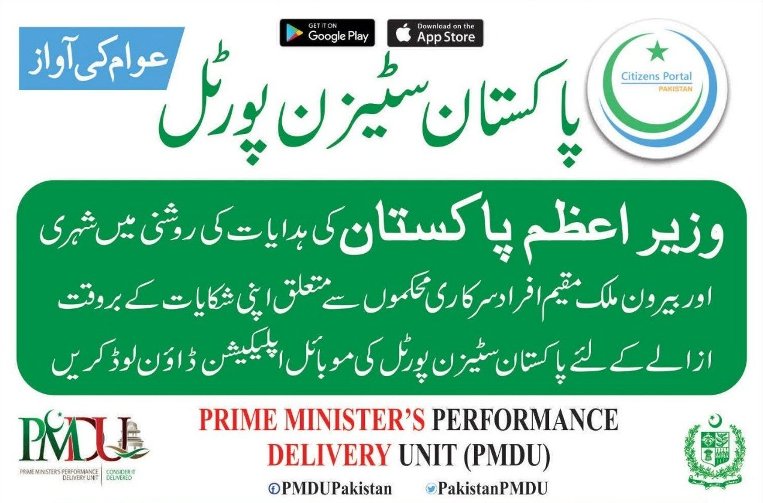 GET IT ON
Google Play
Download on the
App Store
عوام کی آواز
پاکستان سٹیزن پورٹل
Citizens Portal
PAKISTAN
وزیر اعظم پاکستان کی ہدایات کی روشنی میں شہری
اور بیرون ملک مقیم افراد سرکاری محکموں سے متعلق اپنی شکایات کے بروقت
ازالے کے لئے پاکستان سٹیزن پورٹل کی موبائل اپلیکیشن ڈاؤن لوڈ کریں
PMDU
PRIME MINISTER'S PERFORMANCE
DELIVERY UNIT
CONSIDER IT
DELIVERED
PRIME MINISTER'S PERFORMANCE
DELIVERY UNIT (PMDU)
PMDUPakistan
PakistanPMDU